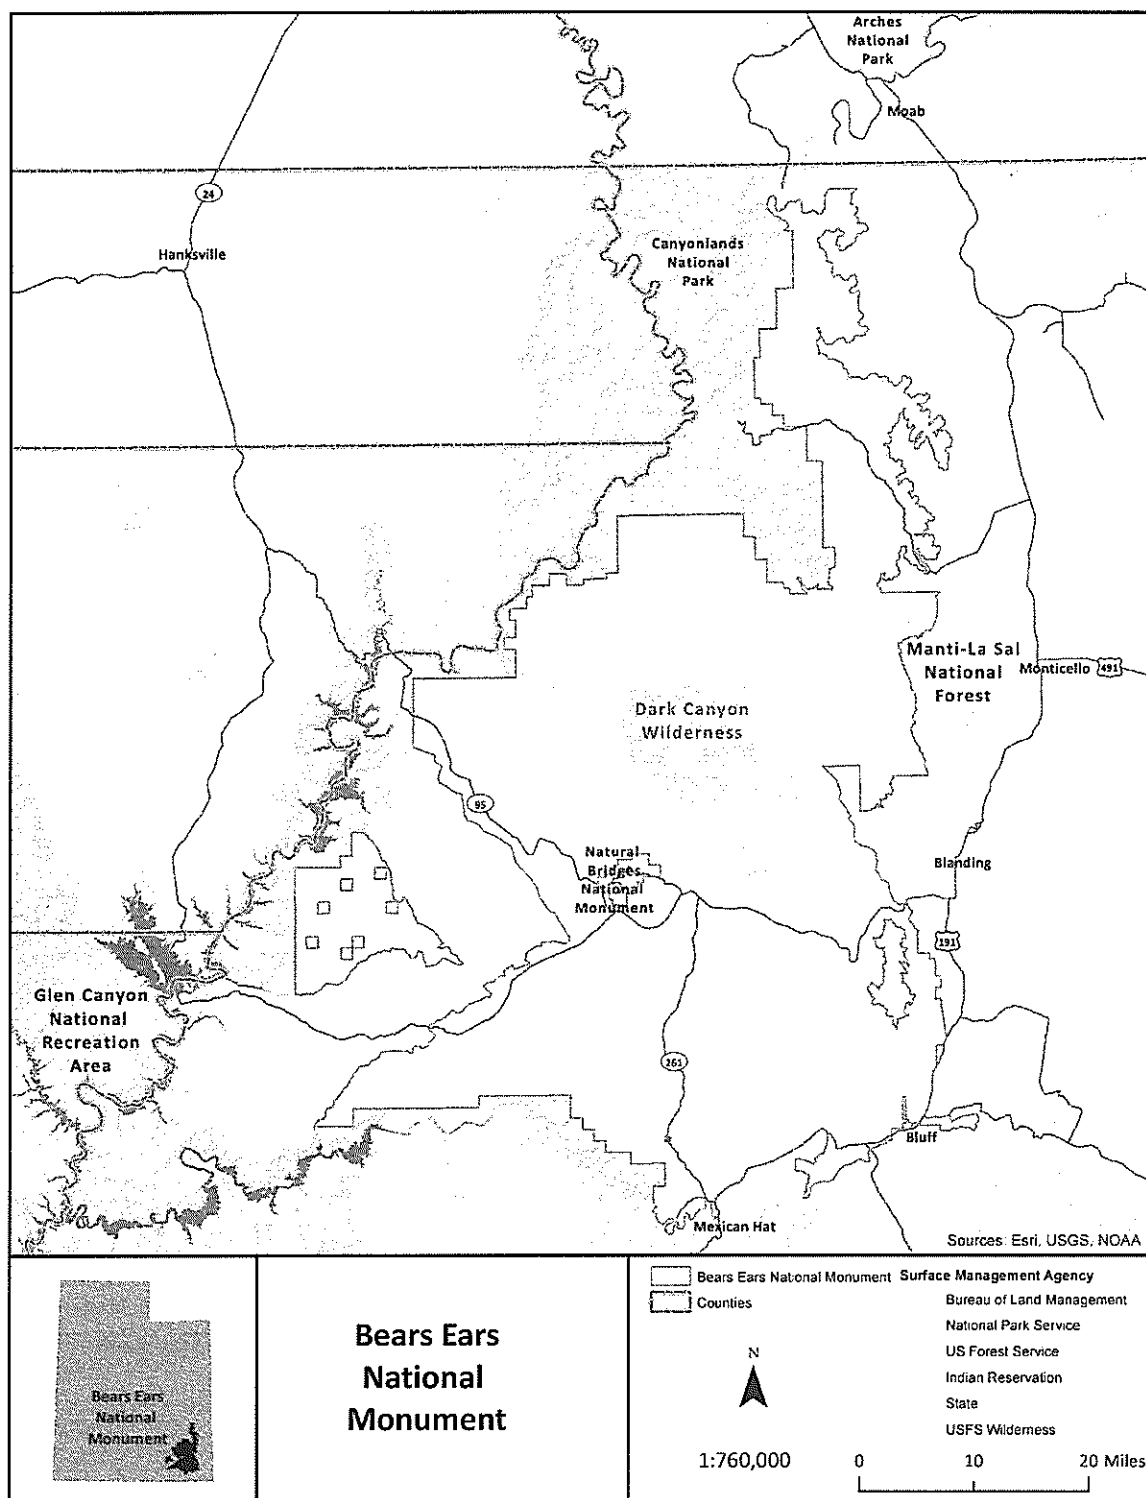 Arches
National
Park
Moab
24
Hanksville
Canyonlands
National
Park
Manti-La Sal
National
Forest
Monticello
491
Dark Canyon
Wilderness
95
Natural
Bridges
National
Monument
Blanding
191
Glen Canyon
National
Recreation
Area
261
Bluff
Mexican Hat
Sources: Esri, USGS, NOAA
Bears Ears
National
Monument
Bears Ears
National
Monument
Bears Ears National Monument
Counties
Surface Management Agency
Bureau of Land Management
National Park Service
US Forest Service
Indian Reservation
State
USFS Wilderness
N
1:760,000
0 10 20 Miles